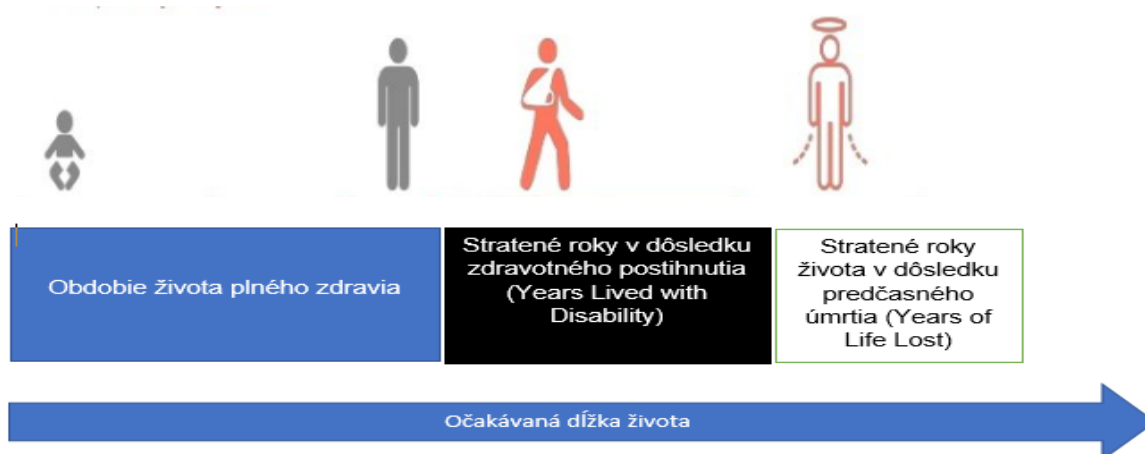 Obdobie života plného zdravia
Stratené roky v dôsledku
zdravotného postihnutia
(Years Lived with
Disability)
Stratené roky
života v dôsledku
predčasného
úmrtia (Years of
Life Lost)
Očakávaná dĺžka života